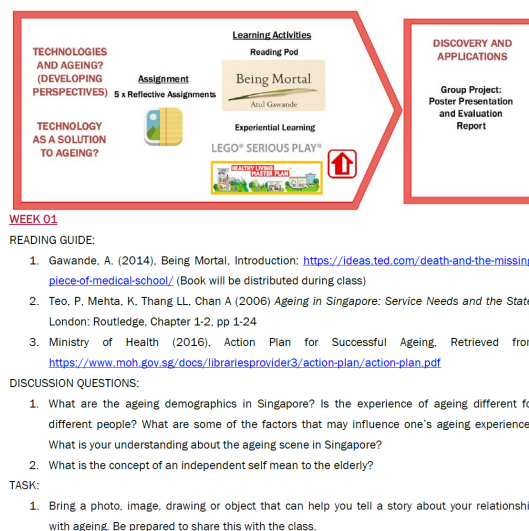 TECHNOLOGIES
AND AGEING?
(DEVELOPING
PERSPECTIVES)
TECHNOLOGY
AS A SOLUTION
TO AGEING?
Assignment
5 x Reflective Assignments
Learning Activities
Reading Pod
Being Mortal
Atul Gawande
Experiential Learning
LEGO® SERIOUS PLAY®
HEALTHY LIVING
MASTER PLAN
DISCOVERY AND
APPLICATIONS
Group Project:
Poster Presentation
and Evaluation
Report
WEEK 01
READING GUIDE:
1. Gawande, A. (2014), Being Mortal, Introduction: https://ideas.ted.com/death-and-the-missing
piece-of-medical-school/ (Book will be distributed during class)
2. Teo, P, Mehta, K, Thang LL, Chan A (2006) Ageing in Singapore: Service Needs and the State
London: Routledge, Chapter 1-2, pp 1-24
3. Ministry of Health (2016), Action Plan for Successful Ageing, Retrieved fro
https://www.moh.gov.sg/docs/librariesprovider3/action-plan/action-plan.pdf
DISCUSSION QUESTIONS:
1. What are the ageing demographics in Singapore? Is the experience of ageing different fo
different people? What are some of the factors that may influence one's ageing experience
What is your understanding about the ageing scene in Singapore?
2. What is the concept of an independent self mean to the elderly?
TASK:
1. Bring a photo, image, drawing or object that can help you tell a story about your relationshi
with ageing. Be prepared to share this with the class.